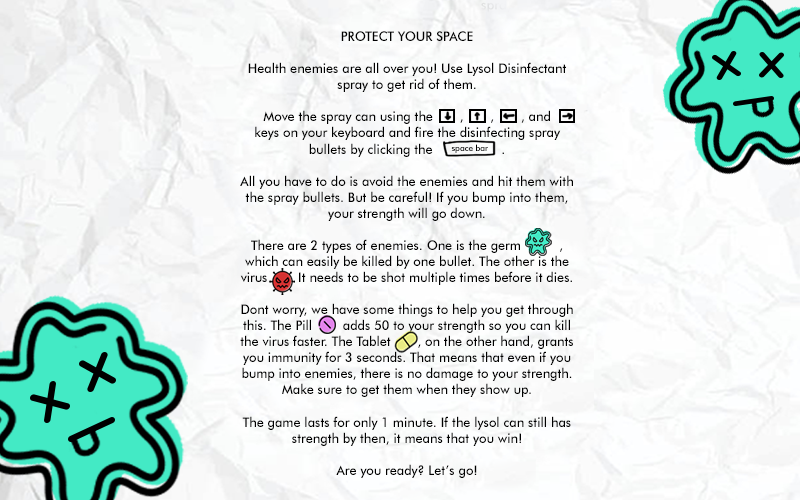 PROTECT YOUR SPACE
Health enemies are all over you! Use Lysol Disinfectant
spray to get rid of them.
Move the spray can using the , , , and
keys on your keyboard and fire the disinfecting spray
bullets by clicking the space bar .
All you have to do is avoid the enemies and hit them with
the spray bullets. But be careful! If you bump into them,
your strength will go down.
There are 2 types of enemies. One is the germ ,
which can easily be killed by one bullet. The other is the
virus. It needs to be shot multiple times before it dies.
Dont worry, we have some things to help you get through
this. The Pill adds 50 to your strength so you can kill
the virus faster. The Tablet , on the other hand, grants
you immunity for 3 seconds. That means that even if you
bump into enemies, there is no damage to your strength.
Make sure to get them when they show up.
The game lasts for only 1 minute. If the lysol can still has
strength by then, it means that you win!
Are you ready? Let's go!